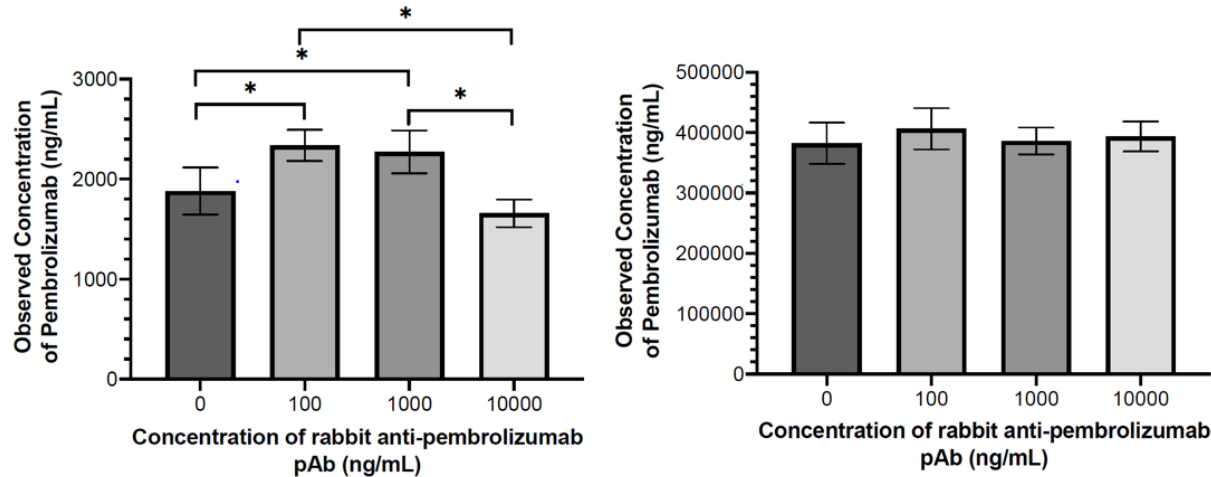 *
*
*
*
Observed Concentration
of Pembrolizumab (ng/mL)
3000
2000
1000
0
0 100 1000 10000
Concentration of rabbit anti-pembrolizumab
pAb (ng/mL)
Observed Concentration
of Pembrolizumab (ng/mL)
500000
400000
300000
200000
100000
0
0 100 1000 10000
Concentration of rabbit anti-pembrolizumab
pAb (ng/mL)